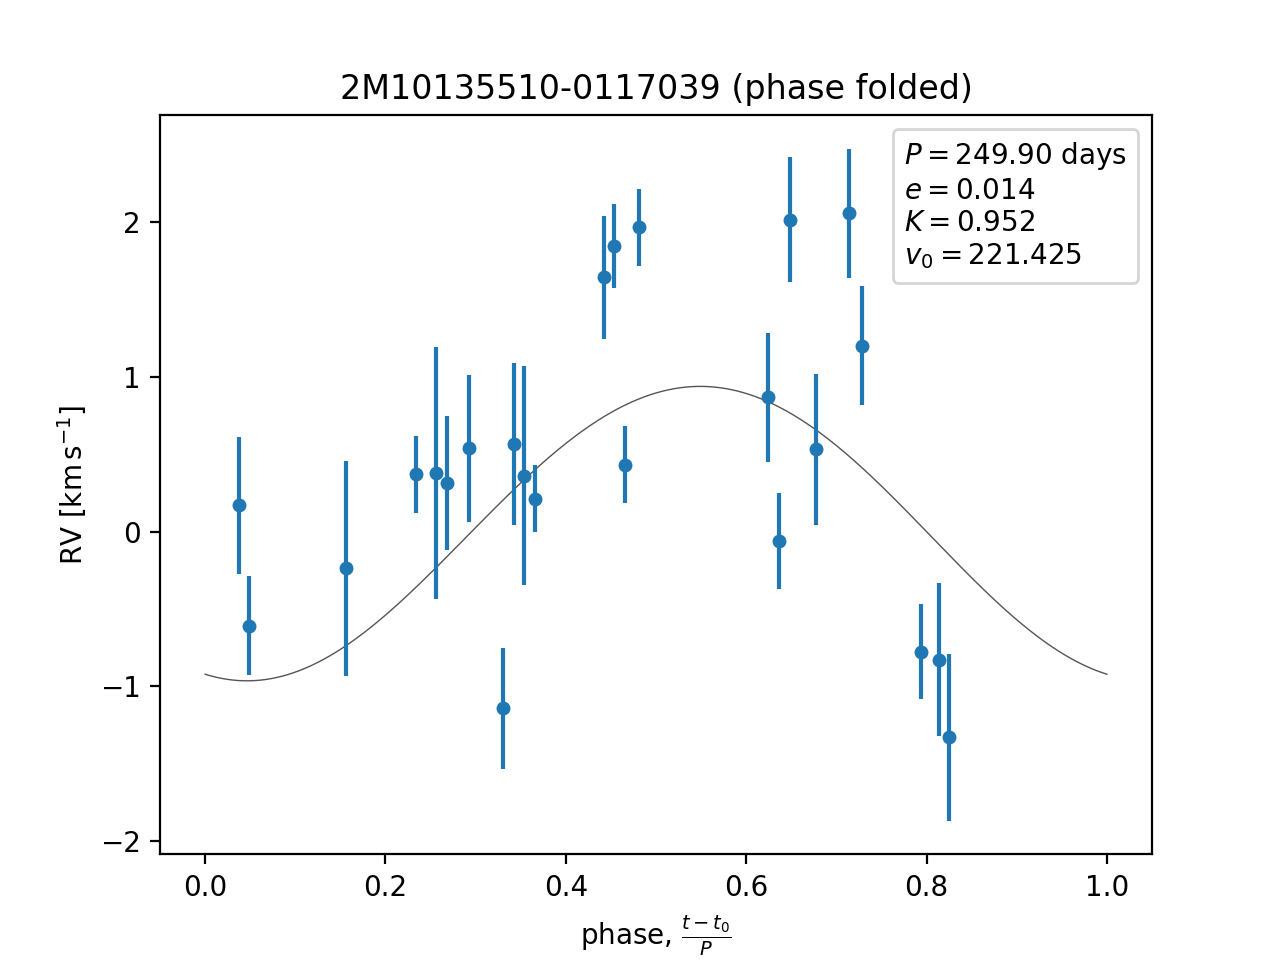 2M10135510-0117039 (phase folded)
P = 249.90 days
e = 0.014
K = 0.952
v₀ = 221.425
RV [km s⁻¹]
2
1
0
−1
−2
0.0 0.2 0.4 0.6 0.8 1.0
phase, (t − t₀)/P